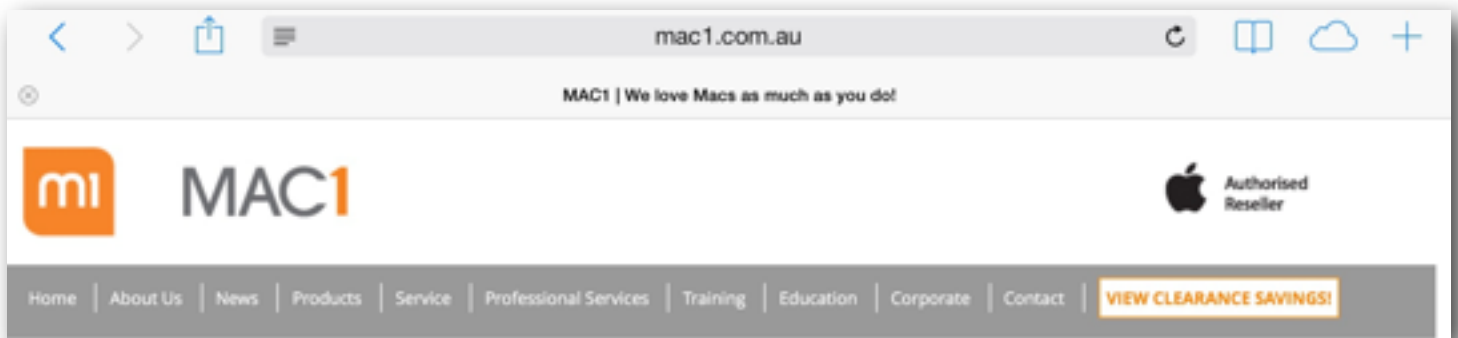 mac1.com.au
MAC1 | We love Macs as much as you do!
m1 MAC1
Authorised
Reseller
Home About Us News Products Service Professional Services Training Education Corporate Contact VIEW CLEARANCE SAVINGS!